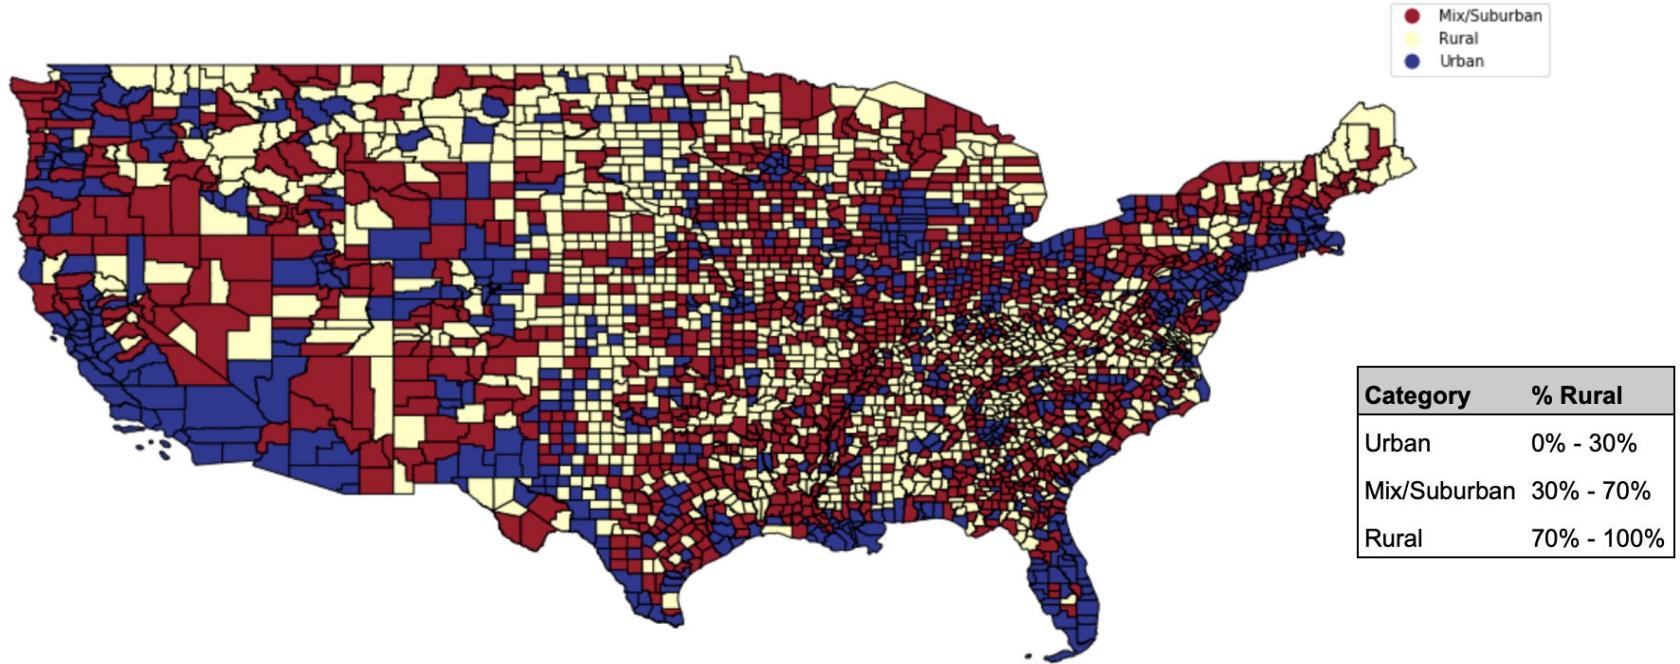 Mix/Suburban
Rural
Urban
Category % Rural
Urban 0% - 30%
Mix/Suburban 30% - 70%
Rural 70% - 100%